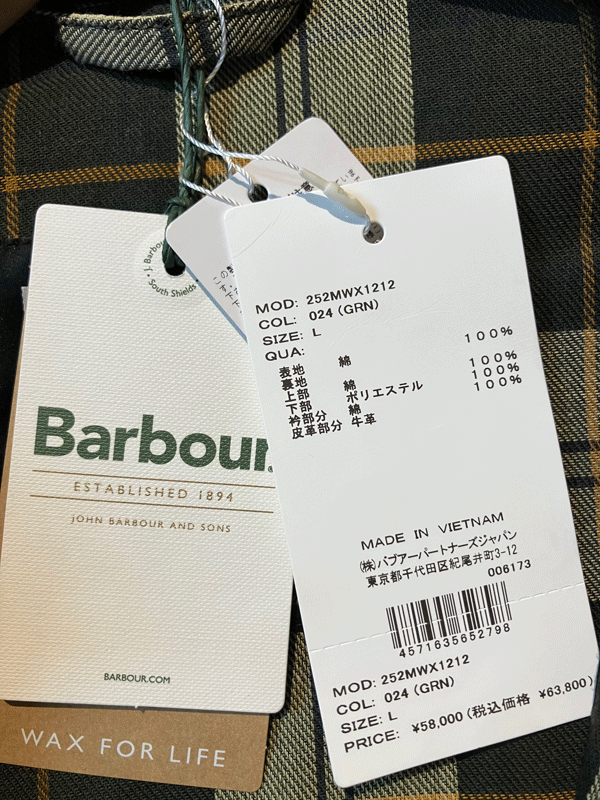 J. Barbour
South Shields
Barbour
ESTABLISHED 1894
JOHN BARBOUR AND SONS
BARBOUR.COM
WAX FOR LIFE
MOD: 252MWX1212
COL: 024 (GRN)
SIZE: L
QUA:
表地 綿 100%
裏地
上部 綿 100%
下部 ポリエステル 100%
衿部分 綿 100%
皮革部分 牛革
MADE IN VIETNAM
(株)バブアーパートナーズジャパン
東京都千代田区紀尾井町3-12
006173
4571635652798
MOD: 252MWX1212
COL: 024 (GRN)
SIZE: L
PRICE: ¥58,000(税込価格 ¥63,800)